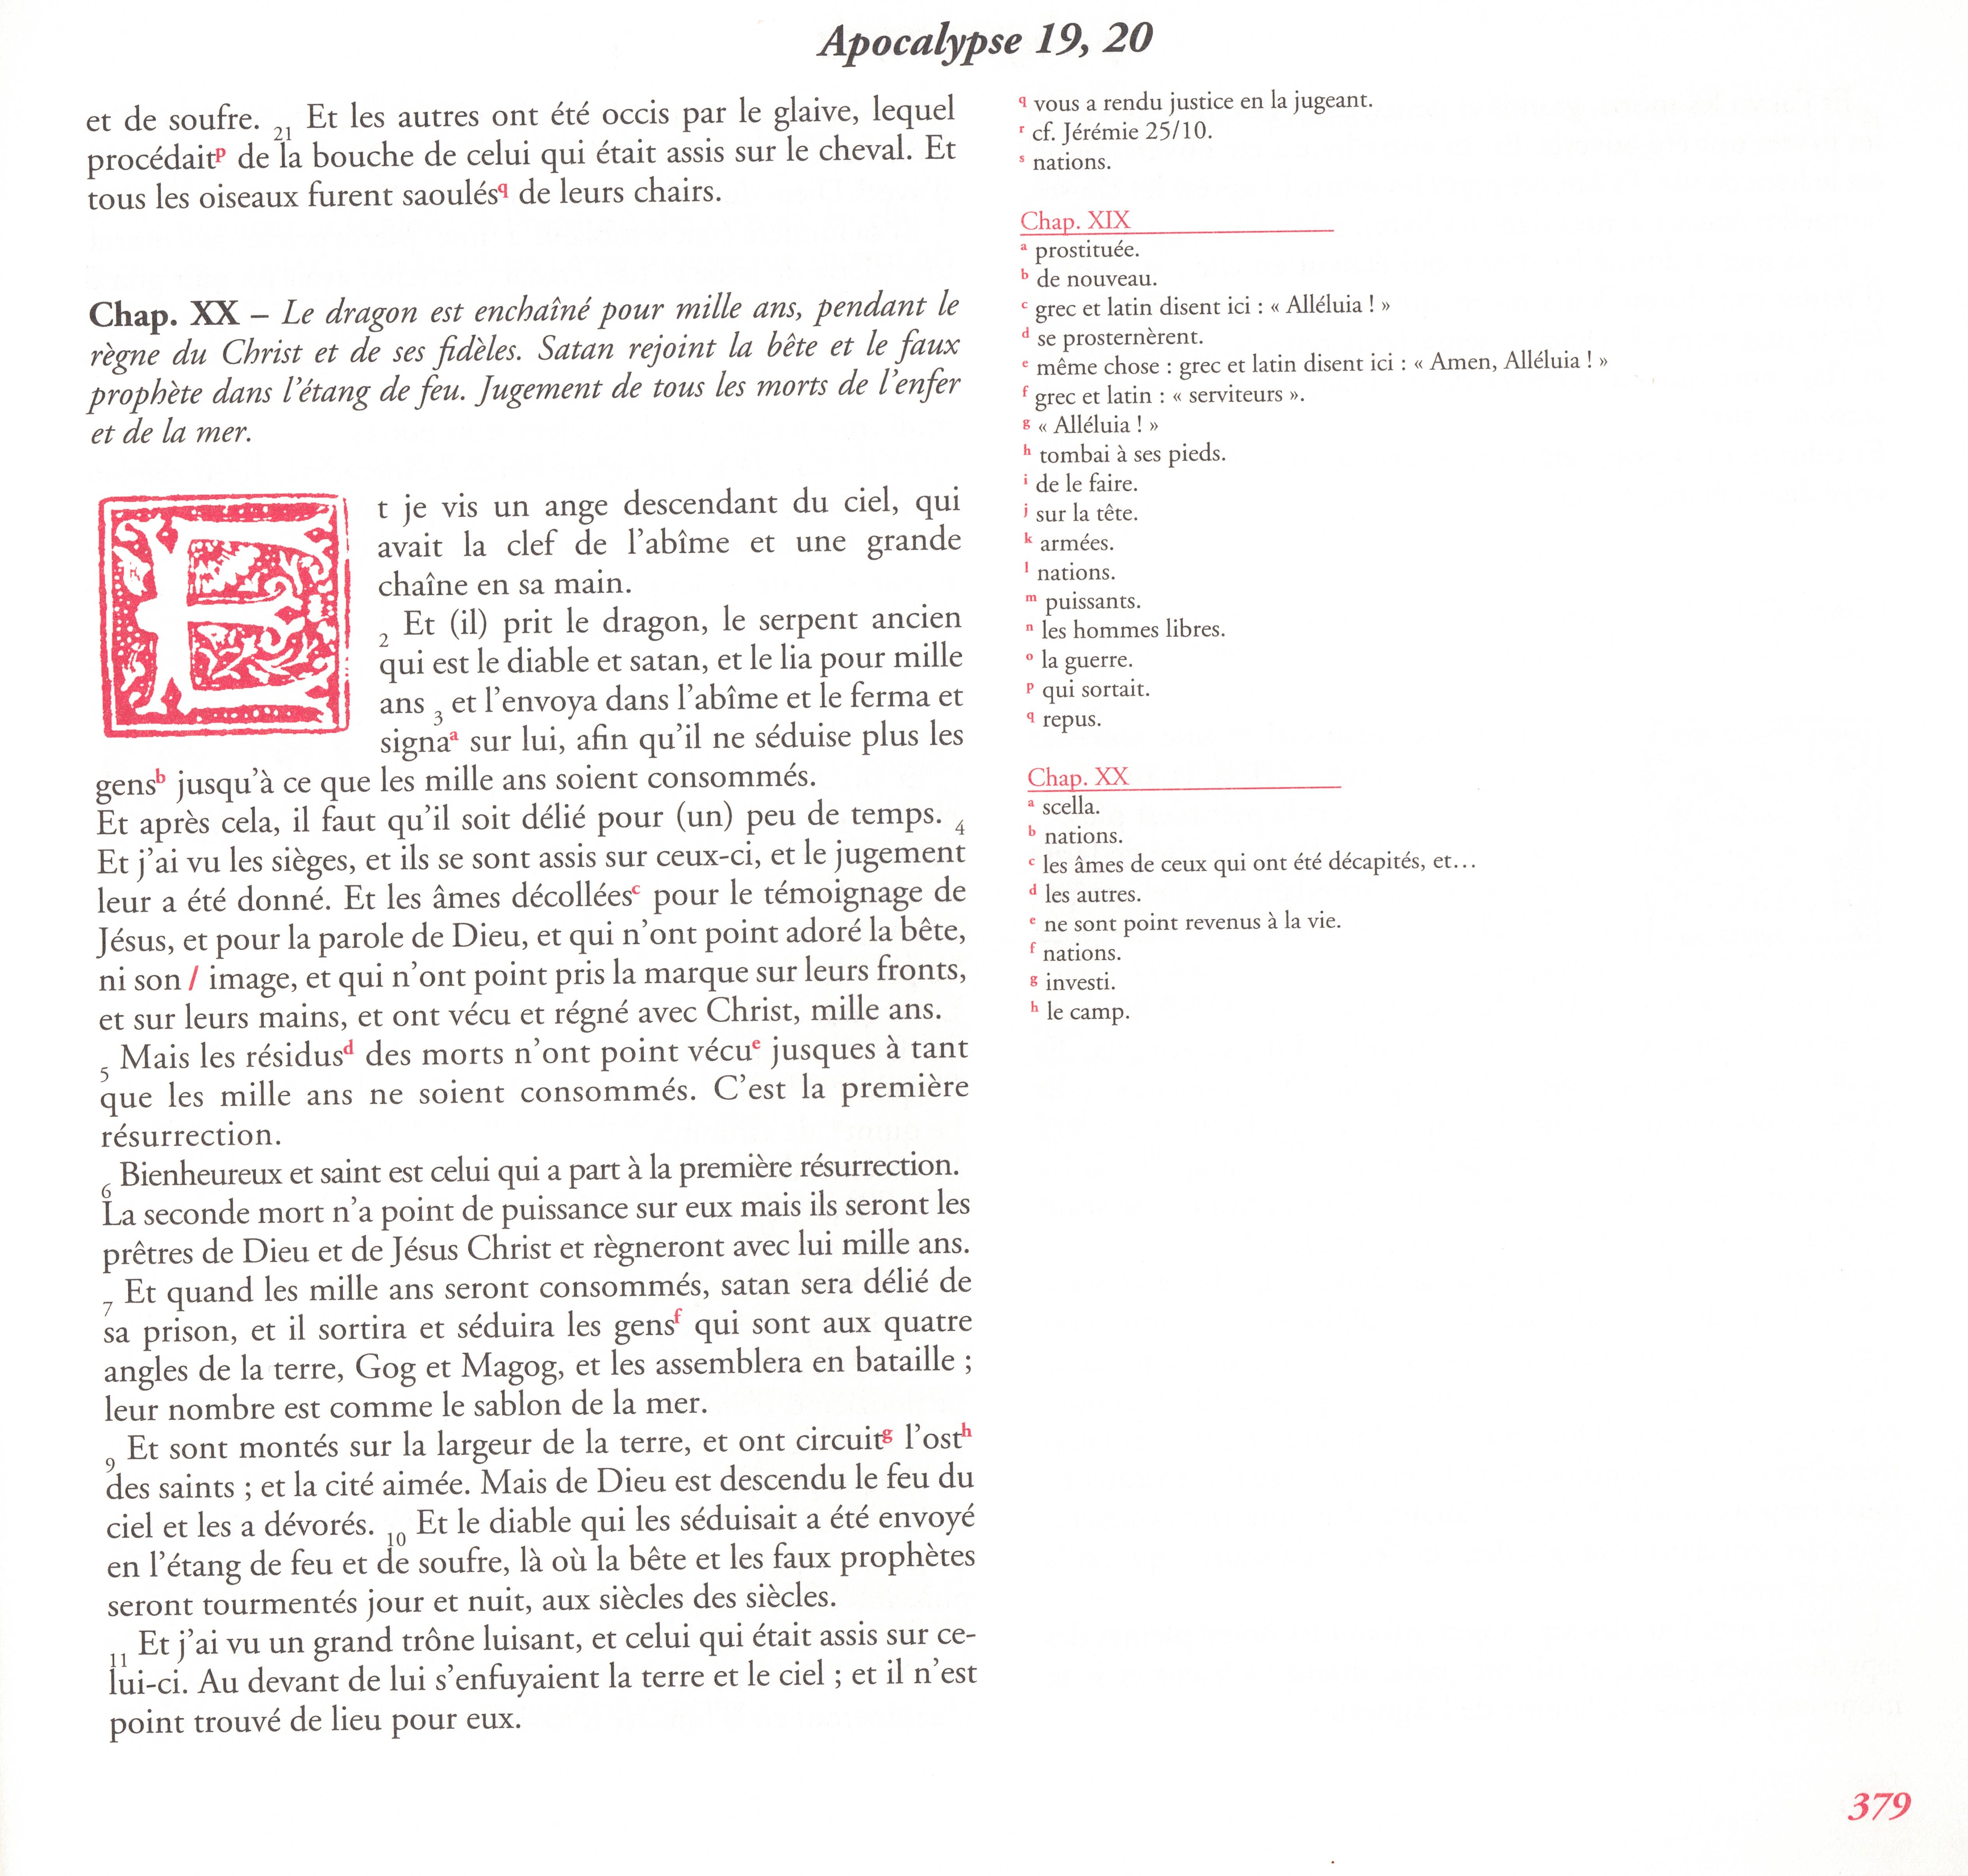 Apocalypse 19, 20
et de soufre. 21 Et les autres ont été occis par le glaive, lequel
procédaitp de la bouche de celui qui était assis sur le cheval. Et
tous les oiseaux furent saoulésq de leurs chairs.
Chap. XX – Le dragon est enchaîné pour mille ans, pendant le
règne du Christ et de ses fidèles. Satan rejoint la bête et le faux
prophète dans l'étang de feu. Jugement de tous les morts de l'enfer
et de la mer.
Et je vis un ange descendant du ciel, qui
avait la clef de l'abîme et une grande
chaîne en sa main.
2 Et (il) prit le dragon, le serpent ancien
qui est le diable et satan, et le lia pour mille
ans 3 et l'envoya dans l'abîme et le ferma et
signaa sur lui, afin qu'il ne séduise plus les
gensb jusqu'à ce que les mille ans soient consommés.
Et après cela, il faut qu'il soit délié pour (un) peu de temps. 4
Et j'ai vu les sièges, et ils se sont assis sur ceux-ci, et le jugement
leur a été donné. Et les âmes décolléesc pour le témoignage de
Jésus, et pour la parole de Dieu, et qui n'ont point adoré la bête,
ni son / image, et qui n'ont point pris la marque sur leurs fronts,
et sur leurs mains, et ont vécu et régné avec Christ, mille ans.
5 Mais les résidusd des morts n'ont point vécue jusques à tant
que les mille ans ne soient consommés. C'est la première
résurrection.
6 Bienheureux et saint est celui qui a part à la première résurrection.
La seconde mort n'a point de puissance sur eux mais ils seront les
prêtres de Dieu et de Jésus Christ et règneront avec lui mille ans.
7 Et quand les mille ans seront consommés, satan sera délié de
sa prison, et il sortira et séduira les gensf qui sont aux quatre
angles de la terre, Gog et Magog, et les assemblera en bataille ;
leur nombre est comme le sablon de la mer.
9 Et sont montés sur la largeur de la terre, et ont circuitg l'osth
des saints ; et la cité aimée. Mais de Dieu est descendu le feu du
ciel et les a dévorés. 10 Et le diable qui les séduisait a été envoyé
en l'étang de feu et de soufre, là où la bête et les faux prophètes
seront tourmentés jour et nuit, aux siècles des siècles.
11 Et j'ai vu un grand trône luisant, et celui qui était assis sur ce-
lui-ci. Au devant de lui s'enfuyaient la terre et le ciel ; et il n'est
point trouvé de lieu pour eux.
q vous a rendu justice en la jugeant.
r cf. Jérémie 25/10.
s nations.
Chap. XIX
a prostituée.
b de nouveau.
c grec et latin disent ici : « Alléluia ! »
d se prosternèrent.
e même chose : grec et latin disent ici : « Amen, Alléluia ! »
f grec et latin : « serviteurs ».
g « Alléluia ! »
h tombai à ses pieds.
i de le faire.
j sur la tête.
k armées.
l nations.
m puissants.
n les hommes libres.
o la guerre.
p qui sortait.
q repus.
Chap. XX
a scella.
b nations.
c les âmes de ceux qui ont été décapités, et...
d les autres.
e ne sont point revenus à la vie.
f nations.
g investi.
h le camp.
379